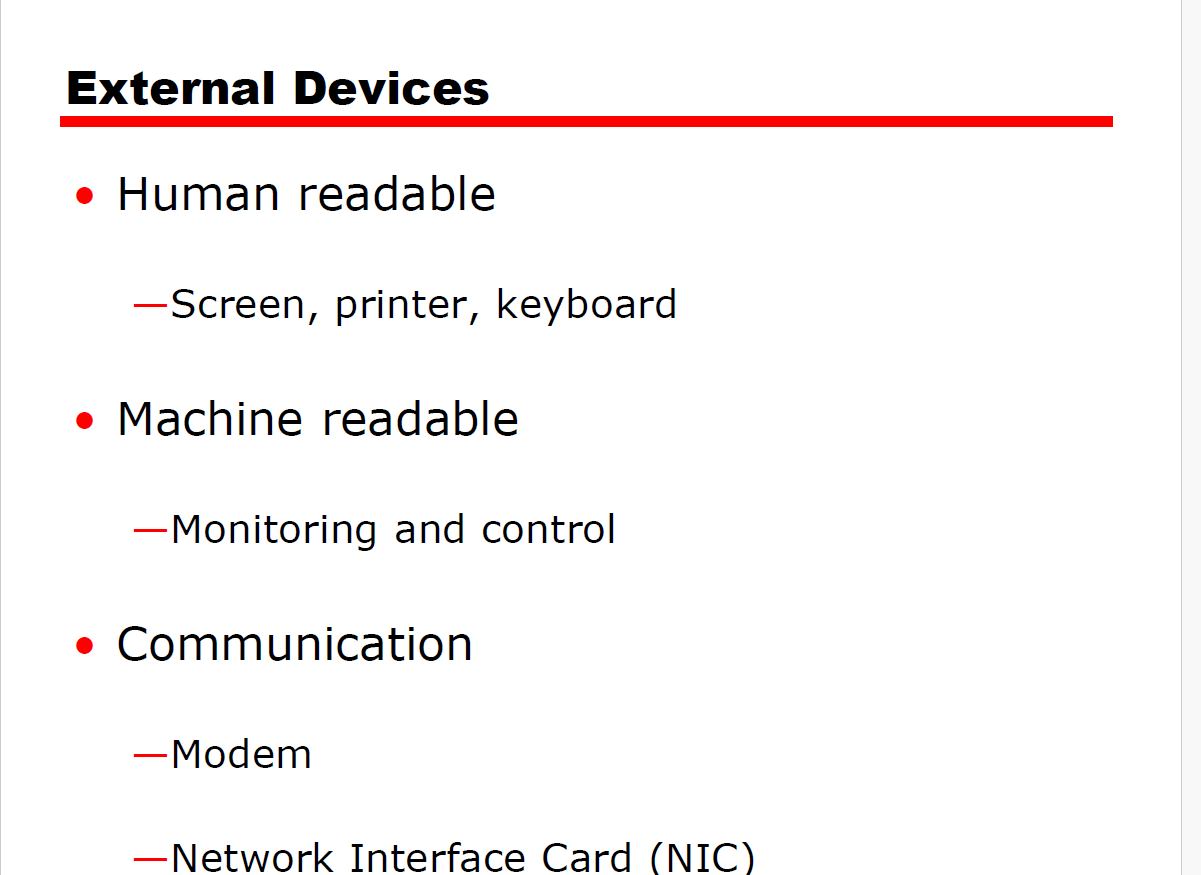 External Devices
• Human readable
—Screen, printer, keyboard
• Machine readable
—Monitoring and control
• Communication
—Modem
—Network Interface Card (NIC)